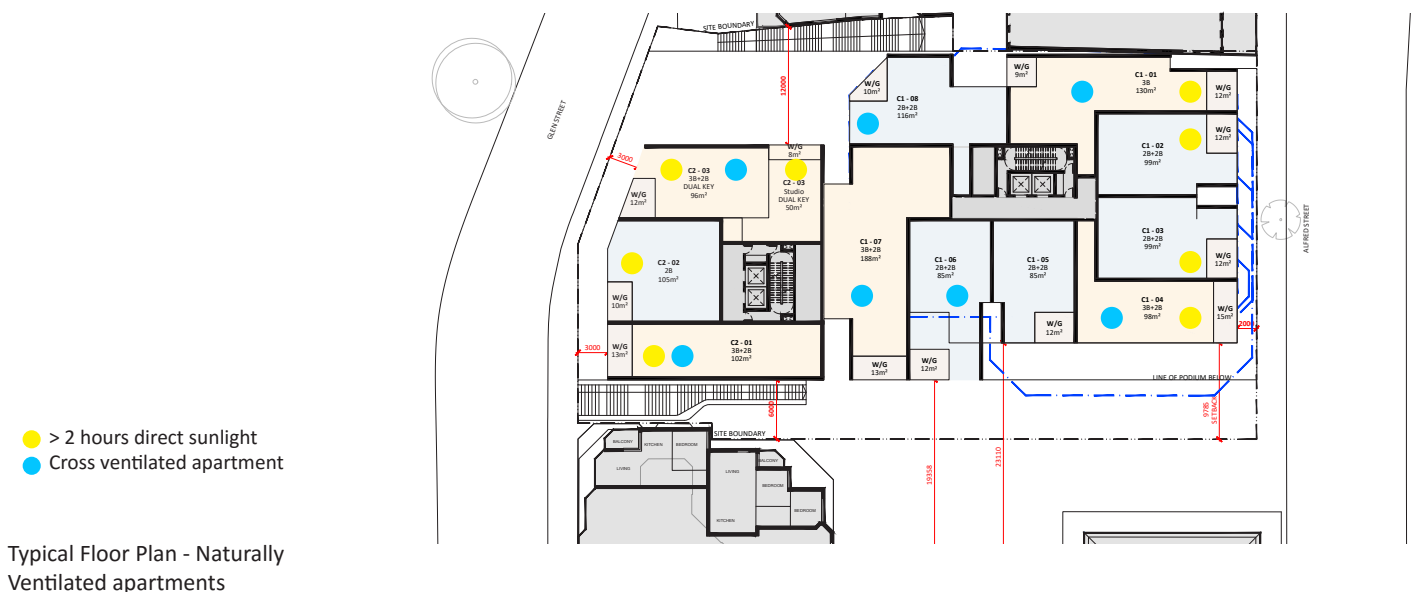 SITE BOUNDARY
12000
GLEN STREET
W/G
10m²
C1 - 08
2B+2B
116m²
W/G
9m²
C1 - 01
3B
130m²
W/G
12m²
C1 - 02
2B+2B
99m²
W/G
12m²
3000
W/G
8m²
C2 - 03
3B+2B
DUAL KEY
96m²
C2 - 03
Studio
DUAL KEY
50m²
W/G
12m²
C1 - 03
2B+2B
99m²
W/G
12m²
ALFRED STREET
C2 - 02
2B
105m²
W/G
10m²
C1 - 07
3B+2B
188m²
C1 - 06
2B+2B
85m²
C1 - 05
2B+2B
85m²
W/G
12m²
C1 - 04
3B+2B
98m²
W/G
15m²
2000
3000
W/G
13m²
C2 - 01
3B+2B
102m²
W/G
13m²
W/G
12m²
LINE OF PODIUM BELOW
6000
9786
SETBACK
SITE BOUNDARY
19358
23110
BALCONY
KITCHEN
BEDROOM
LIVING
LIVING
BALCONY
BEDROOM
BEDROOM
KITCHEN
> 2 hours direct sunlight
Cross ventilated apartment
Typical Floor Plan - Naturally
Ventilated apartments